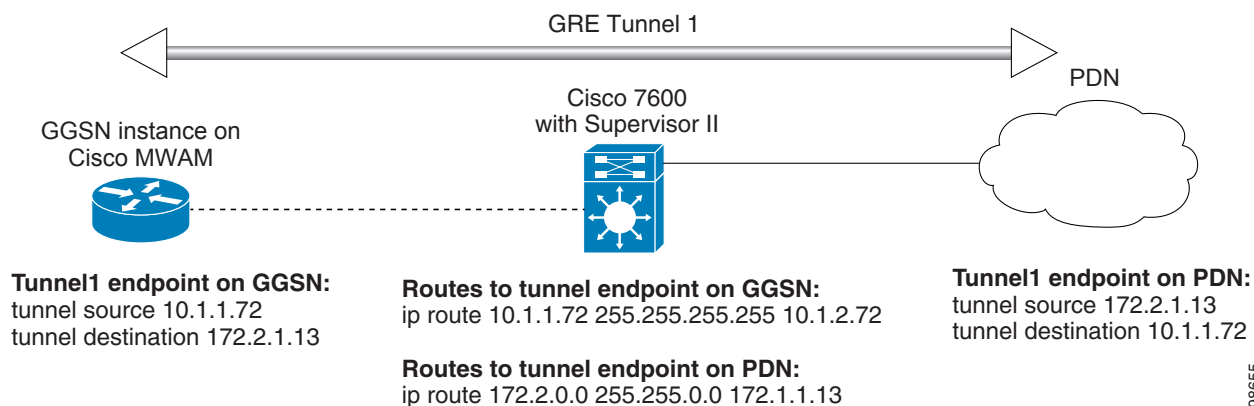 GRE Tunnel 1
PDN
Cisco 7600
with Supervisor II
GGSN instance on
Cisco MWAM
Tunnel1 endpoint on GGSN:
tunnel source 10.1.1.72
tunnel destination 172.2.1.13
Routes to tunnel endpoint on GGSN:
ip route 10.1.1.72 255.255.255.255 10.1.2.72
Routes to tunnel endpoint on PDN:
ip route 172.2.0.0 255.255.0.0 172.1.1.13
Tunnel1 endpoint on PDN:
tunnel source 172.2.1.13
tunnel destination 10.1.1.72
98655